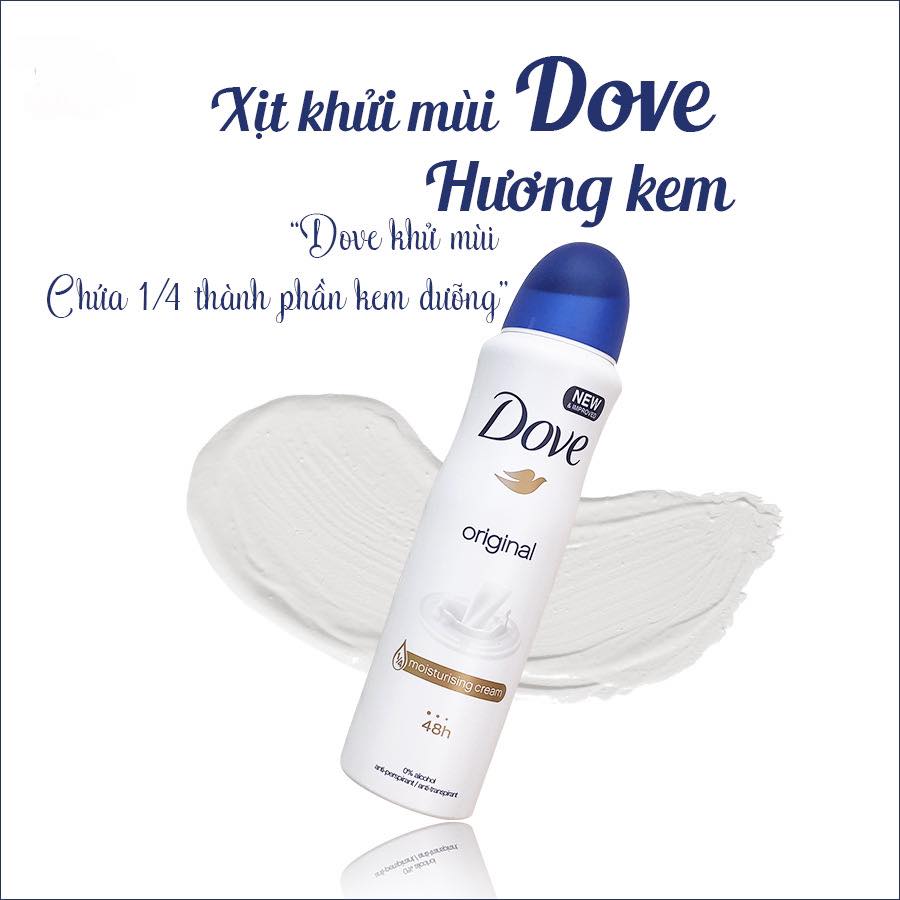 Xịt khửi mùi Dove
Hương kem
“Dove khử mùi
Chứa 1/4 thành phần kem dưỡng”
NEW
& IMPROVED
Dove
original
1/4 moisturising cream
48h
0% alcohol
anti-perspirant / anti-transpirant